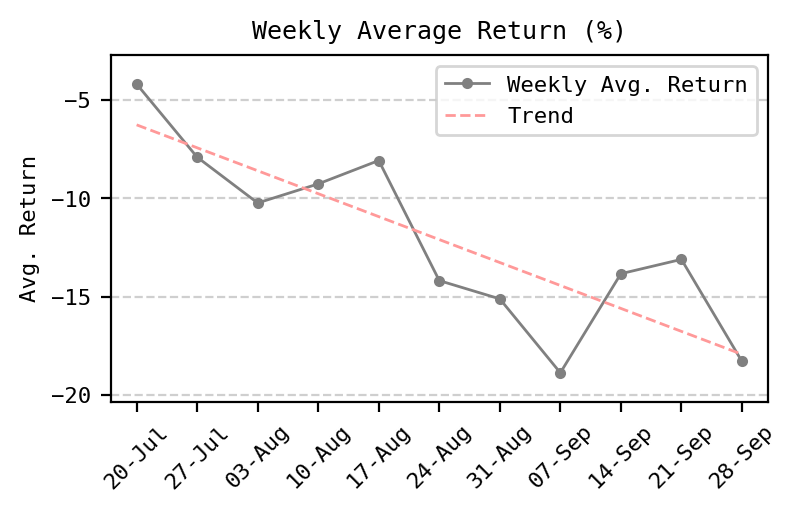 Weekly Average Return (%)
Weekly Avg. Return
Trend
Avg. Return
−5
−10
−15
−20
20-Jul
27-Jul
03-Aug
10-Aug
17-Aug
24-Aug
31-Aug
07-Sep
14-Sep
21-Sep
28-Sep